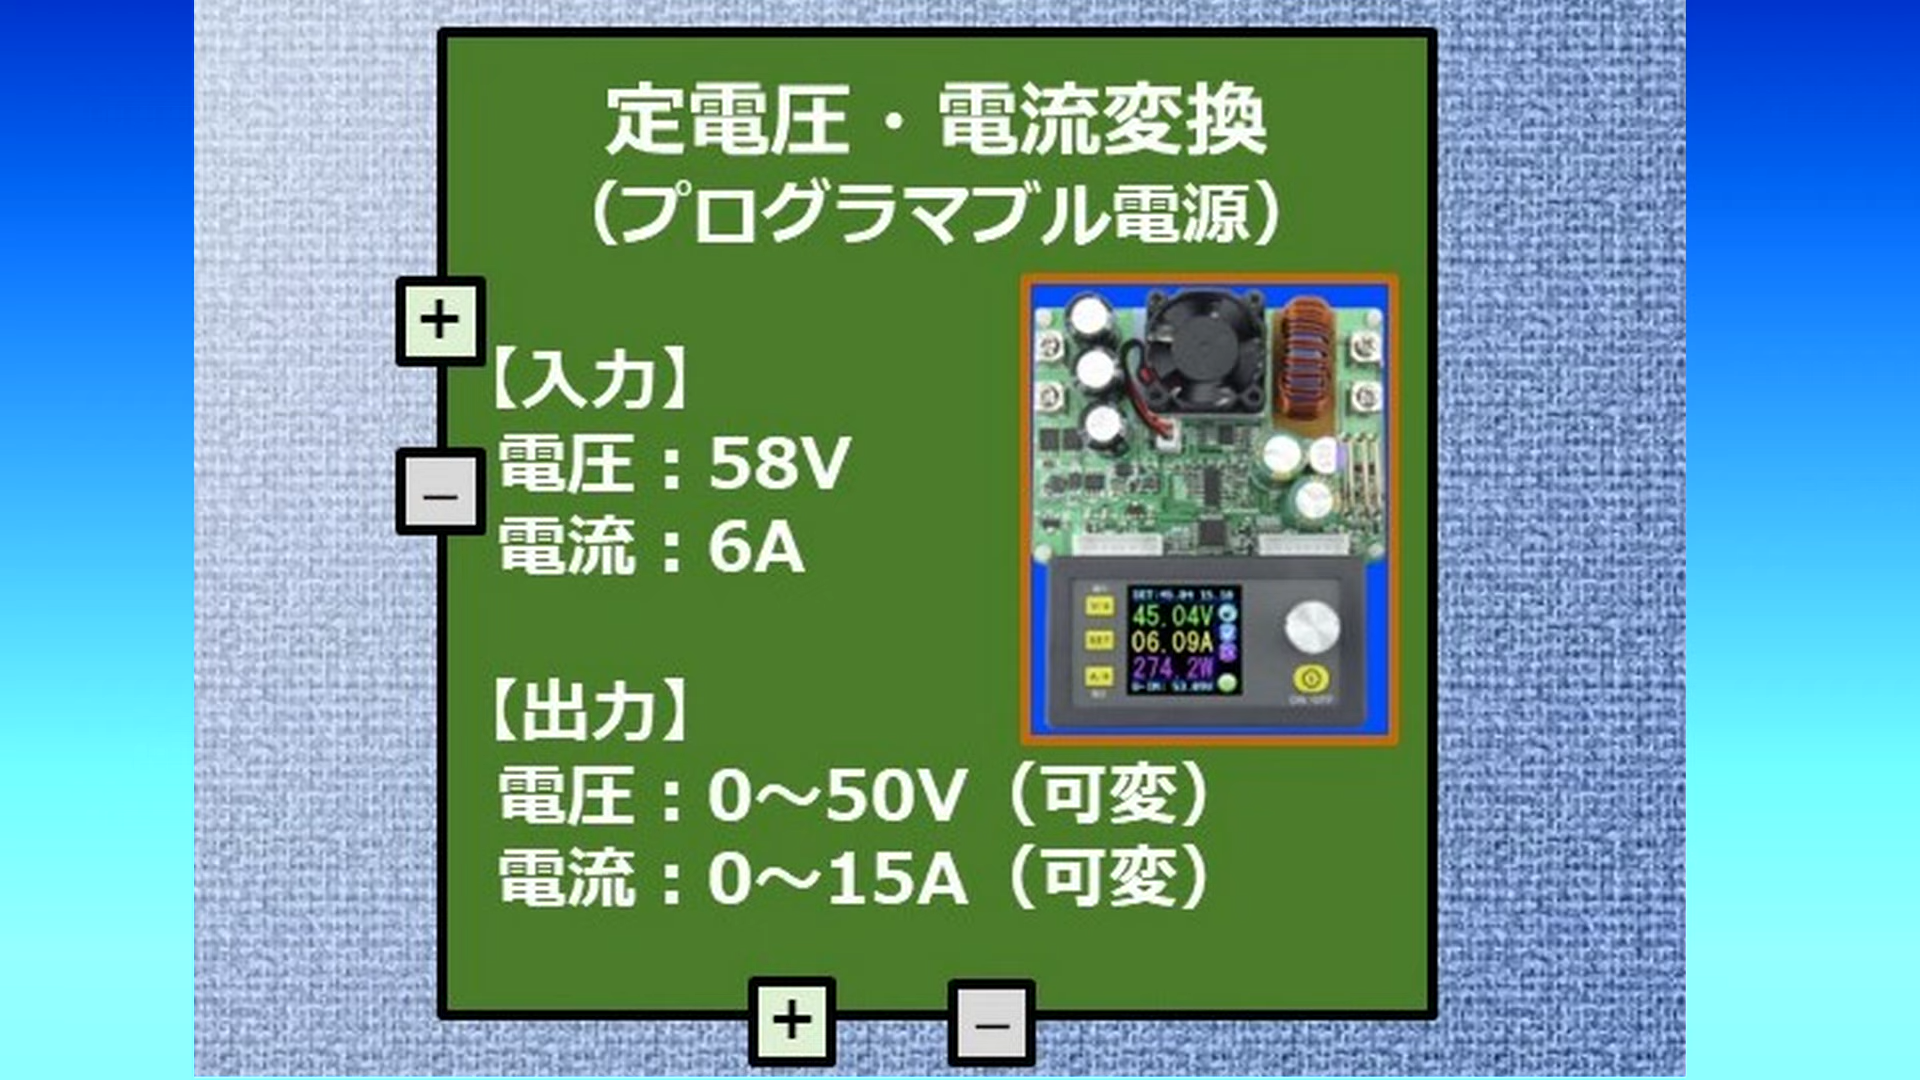 定電圧・電流変換
（プログラマブル電源）
+
【入力】
電圧：58V
−
電流：6A
45.04V
06.09A
274.2W
【出力】
電圧：0～50V（可変）
電流：0～15A（可変）
+
−